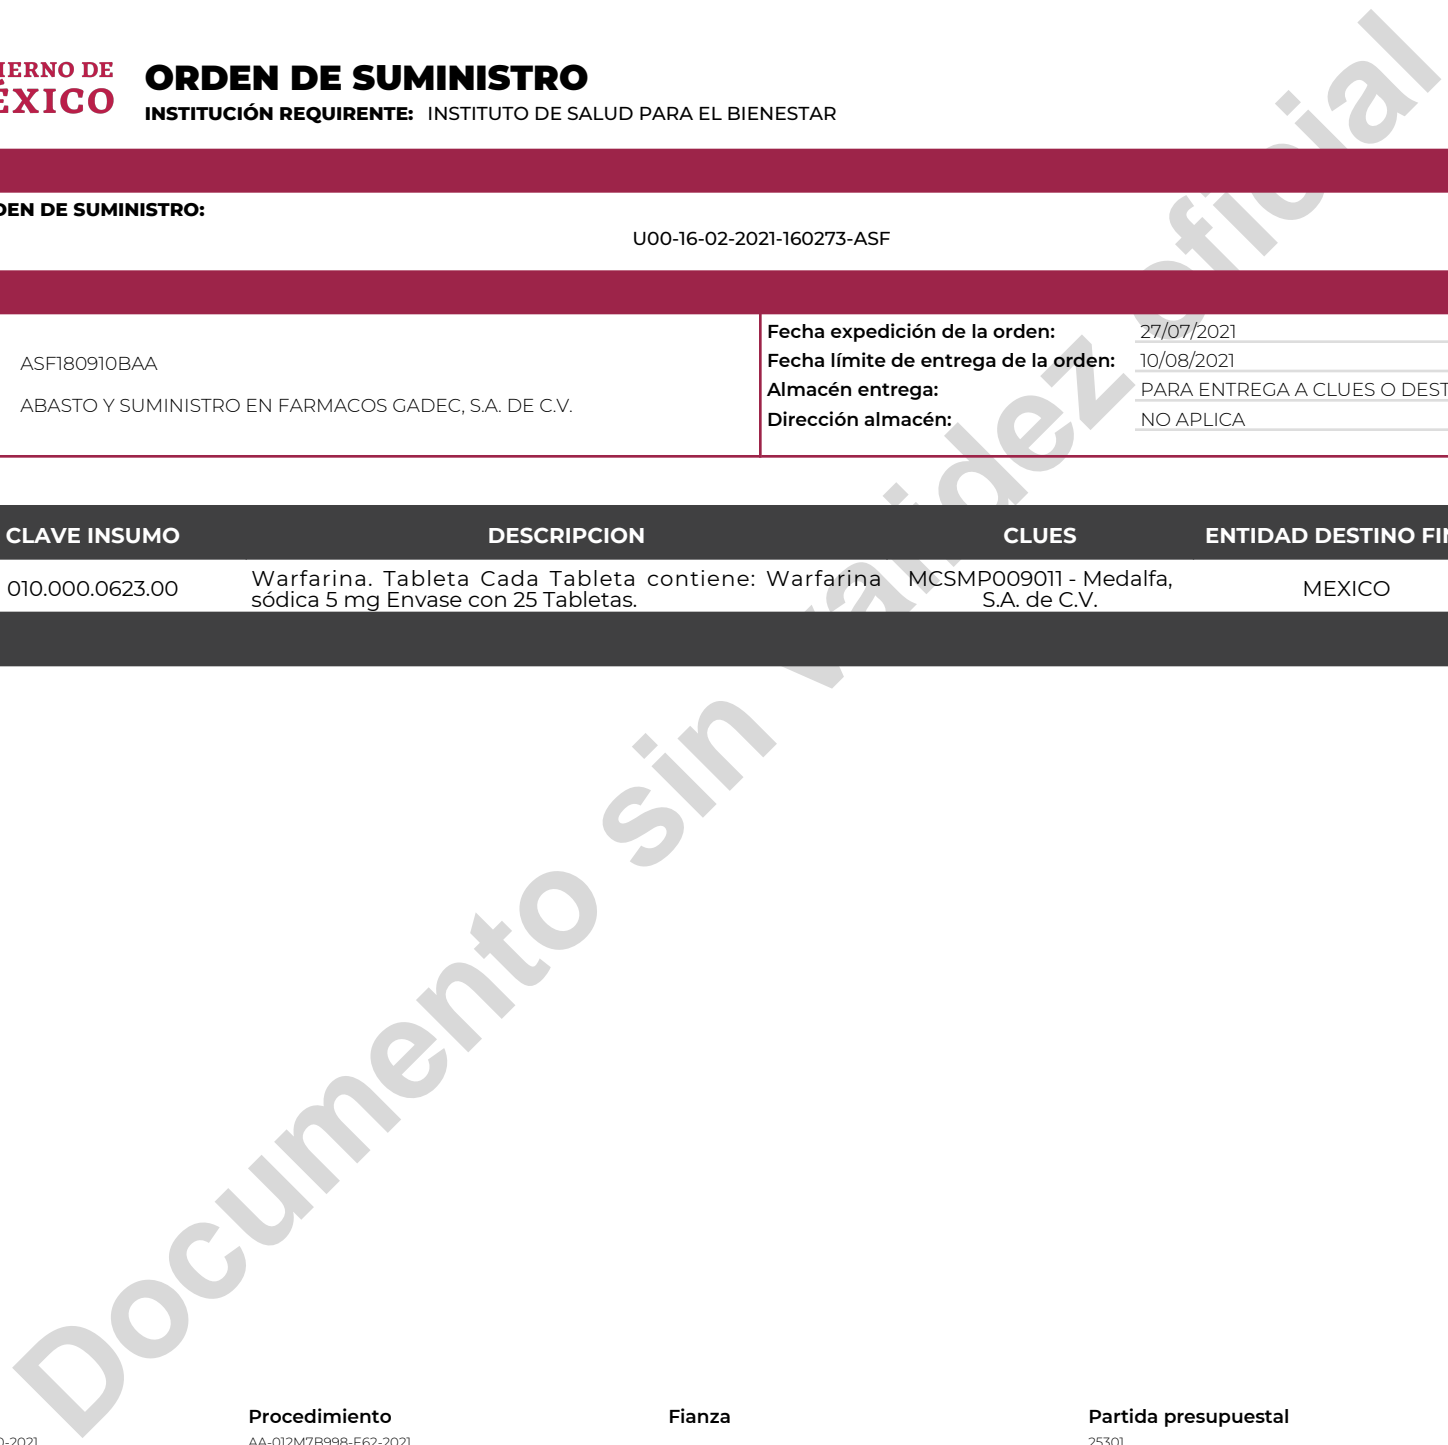 IERNO DE
ÉXICO
ORDEN DE SUMINISTRO
INSTITUCIÓN REQUIRENTE: INSTITUTO DE SALUD PARA EL BIENESTAR
DEN DE SUMINISTRO:
U00-16-02-2021-160273-ASF
ASF180910BAA
ABASTO Y SUMINISTRO EN FARMACOS GADEC, S.A. DE C.V.
Fecha expedición de la orden: 27/07/2021
Fecha límite de entrega de la orden: 10/08/2021
Almacén entrega: PARA ENTREGA A CLUES O DEST
Dirección almacén: NO APLICA
CLAVE INSUMO DESCRIPCION CLUES ENTIDAD DESTINO FIN
010.000.0623.00 Warfarina. Tableta Cada Tableta contiene: Warfarina sódica 5 mg Envase con 25 Tabletas. MCSMP009011 - Medalfa, S.A. de C.V. MEXICO
Documento sin validez oficial
Procedimiento Fianza Partida presupuestal
0-2021 AA-012M7B998-E62-2021 25301